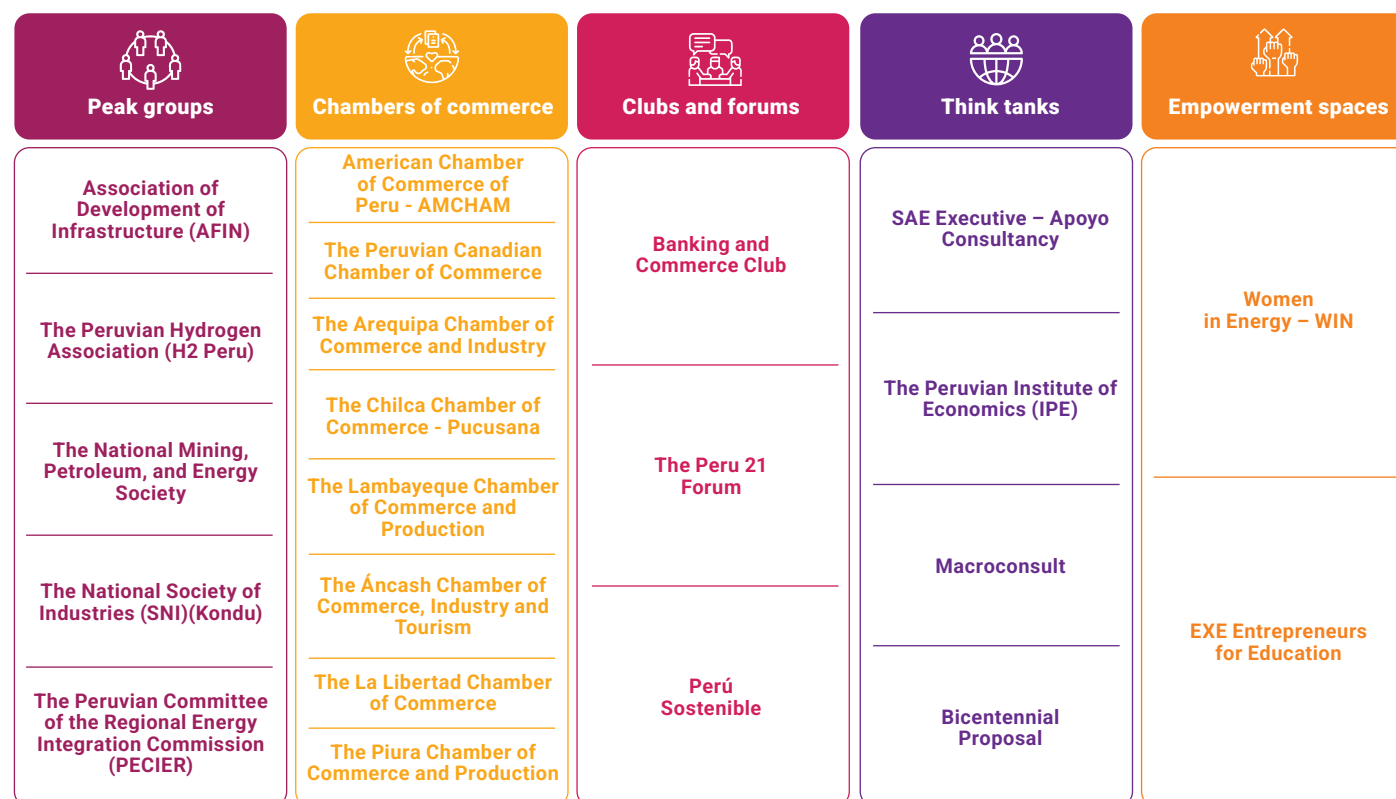 Peak groups
Association of
Development of
Infrastructure (AFIN)
The Peruvian Hydrogen
Association (H2 Peru)
The National Mining,
Petroleum, and Energy
Society
The National Society of
Industries (SNI)(Kondu)
The Peruvian Committee
of the Regional Energy
Integration Commission
(PECIER)
Chambers of commerce
American Chamber
of Commerce of
Peru - AMCHAM
The Peruvian Canadian
Chamber of Commerce
The Arequipa Chamber of
Commerce and Industry
The Chilca Chamber of
Commerce - Pucusana
The Lambayeque Chamber
of Commerce and
Production
The Áncash Chamber of
Commerce, Industry and
Tourism
The La Libertad Chamber
of Commerce
The Piura Chamber of
Commerce and Production
Clubs and forums
Banking and
Commerce Club
The Peru 21
Forum
Perú
Sostenible
Think tanks
SAE Executive – Apoyo
Consultancy
The Peruvian Institute of
Economics (IPE)
Macroconsult
Bicentennial
Proposal
Empowerment spaces
Women
in Energy – WIN
EXE Entrepreneurs
for Education